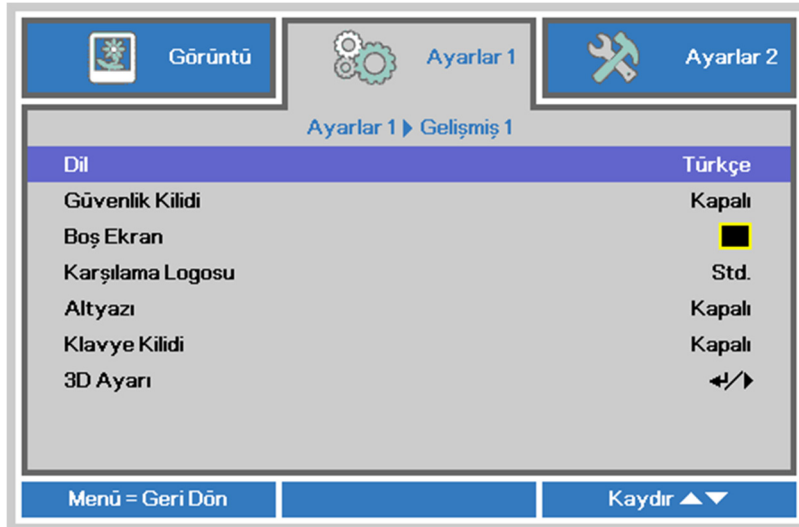 Görüntü Ayarlar 1 Ayarlar 2
Ayarlar 1 Gelişmiş 1
Dil Türkçe
Güvenlik Kilidi Kapalı
Boş Ekran
Karşılama Logosu Std.
Altyazı Kapalı
Klavye Kilidi Kapalı
3D Ayarı
Menü = Geri Dön Kaydır